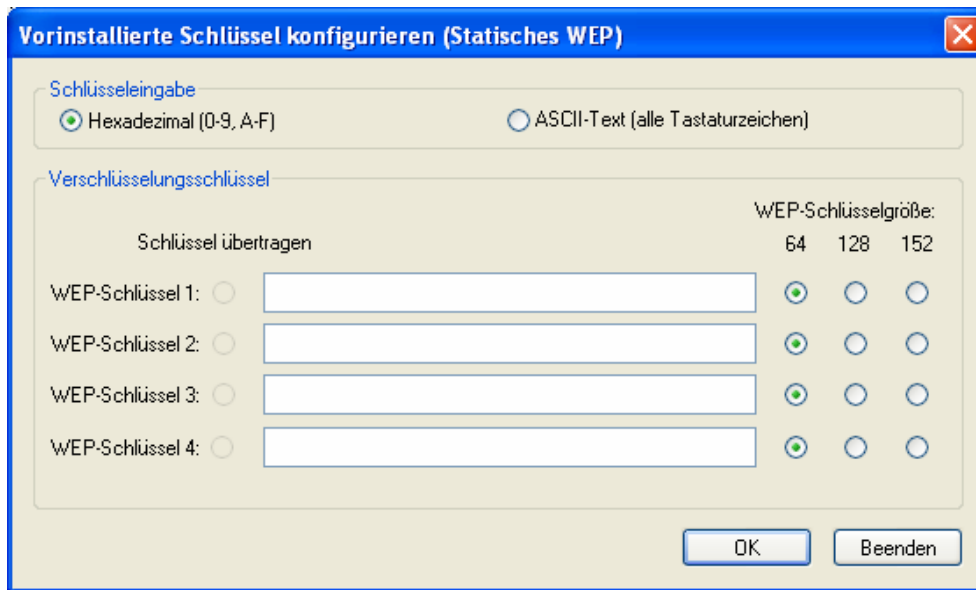 Vorinstallierte Schlüssel konfigurieren (Statisches WEP)
Schlüsseleingabe
Hexadezimal (0-9, A-F) ASCII-Text (alle Tastaturzeichen)
Verschlüsselungsschlüssel
WEP-Schlüsselgröße:
Schlüssel übertragen 64 128 152
WEP-Schlüssel 1:
WEP-Schlüssel 2:
WEP-Schlüssel 3:
WEP-Schlüssel 4:
OK Beenden